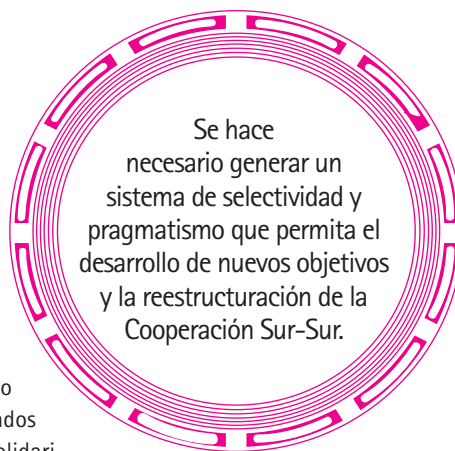 Se hace
necesario generar un
sistema de selectividad y
pragmatismo que permita el
desarrollo de nuevos objetivos
y la reestructuración de la
Cooperación Sur-Sur.